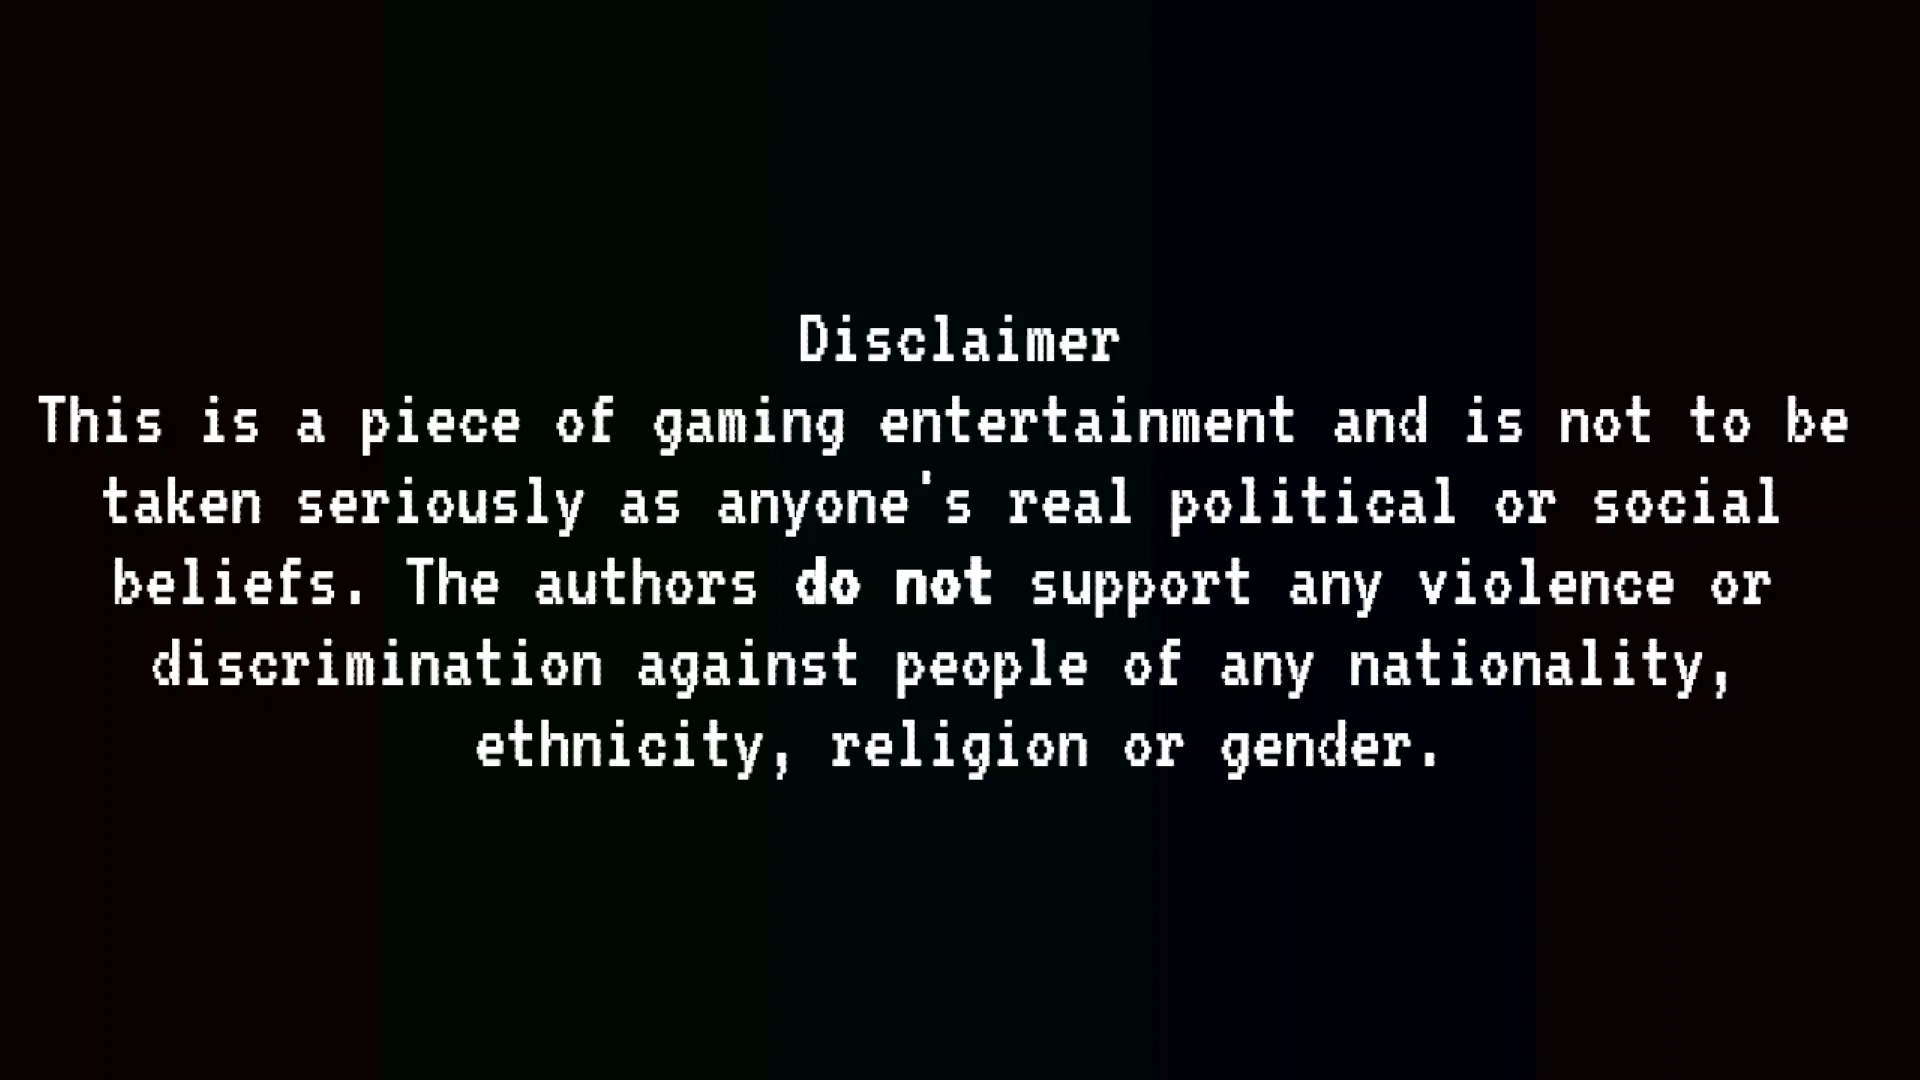 Disclaimer
This is a piece of gaming entertainment and is not to be
taken seriously as anyone's real political or social
beliefs. The authors do not support any violence or
discrimination against people of any nationality,
ethnicity, religion or gender.